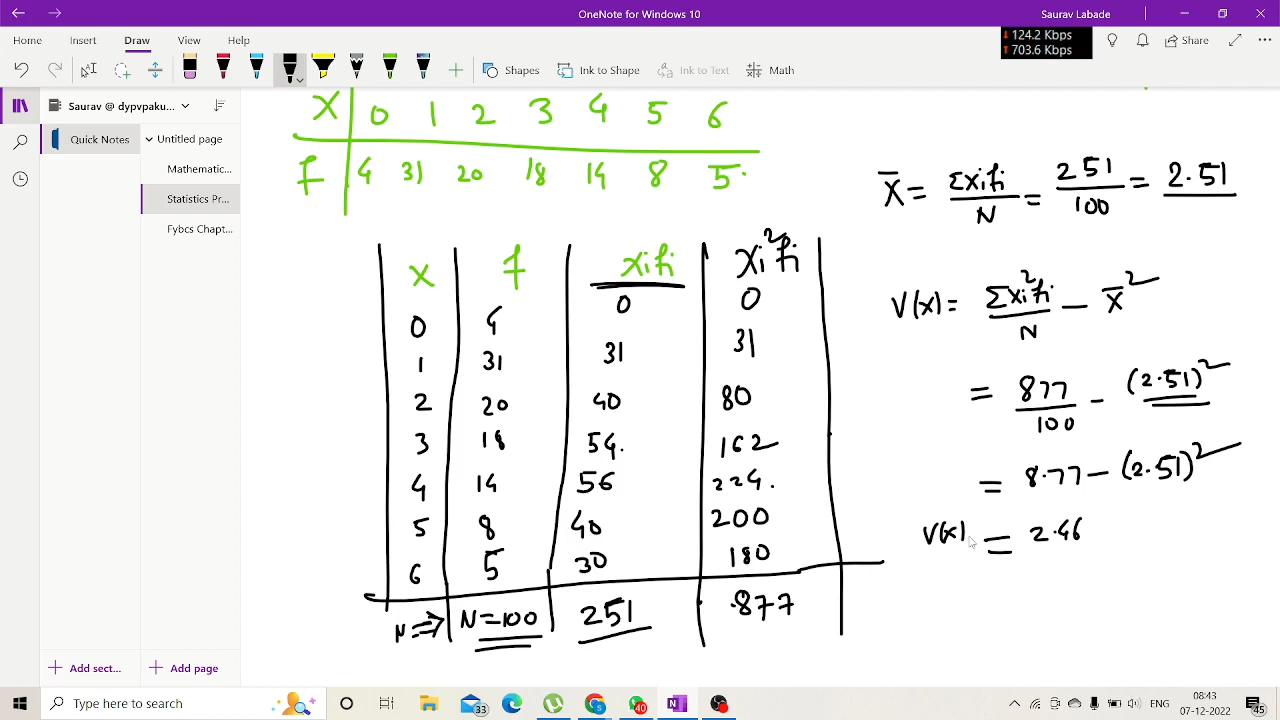 OneNote for Windows 10
Saurav Labade
Home Insert Draw View Help
124.2 Kbps
703.6 Kbps
Share
Shapes
Ink to Shape
Ink to Text
Math
Saurav @ dypvpaku...
Quick Notes
Untitled page
Mathematic...
Fybcs Chapt...
X 0 1 2 3 4 5 6
f 4 31 20 18 14 8 5.
X̄ = Σxifi/N = 251/100 = 2.51
x f xifi xi²fi
0 4 0 0
1 31 31 31
2 20 40 80
3 18 54. 162
4 14 56 224.
5 8 40 200
6 5 30 180
N => N=100 251 877
V(x) = Σxi²fi/N - X̄²
= 877/100 - (2.51)²
= 8.77 - (2.51)²
V(x) = 2.46
Add sect...
Add page
Type here to search
33
40
08:43
07-12-2022
45